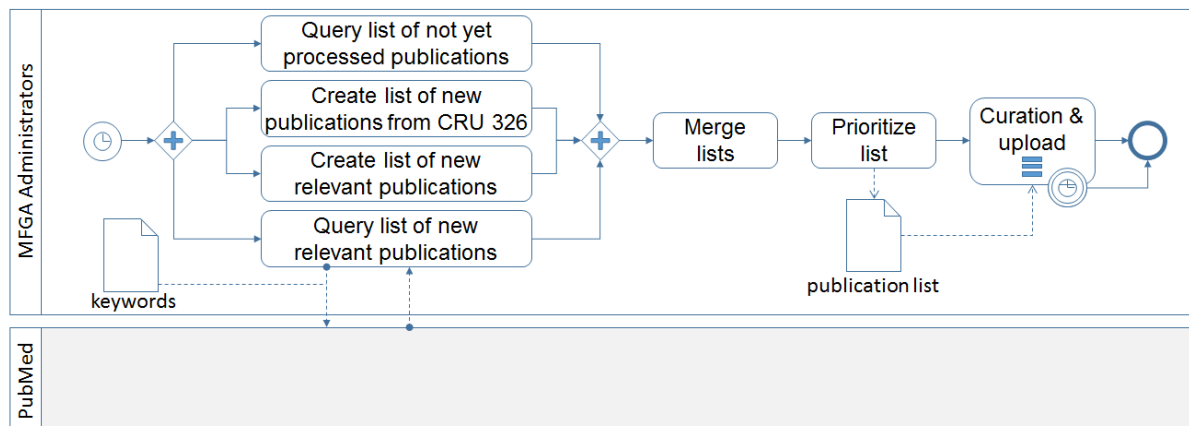 MFGA Administrators
Query list of not yet
processed publications
Create list of new
publications from CRU 326
Create list of new
relevant publications
Query list of new
relevant publications
keywords
Merge
lists
Prioritize
list
Curation &
upload
publication list
PubMed